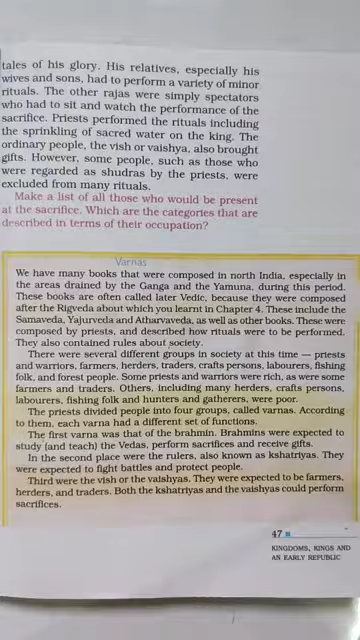 tales of his glory. His relatives, especially his
wives and sons, had to perform a variety of minor
rituals. The other rajas were simply spectators
who had to sit and watch the performance of the
sacrifice. Priests performed the rituals including
the sprinkling of sacred water on the king. The
ordinary people, the vish or vaishya, also brought
gifts. However, some people, such as those who
were regarded as shudras by the priests, were
excluded from many rituals.
Make a list of all those who would be present
at the sacrifice. Which are the categories that are
described in terms of their occupation?
Varnas
We have many books that were composed in north India, especially in
the areas drained by the Ganga and the Yamuna, during this period.
These books are often called later Vedic, because they were composed
after the Rigveda about which you learnt in Chapter 4. These include the
Samaveda, Yajurveda and Atharvaveda, as well as other books. These were
composed by priests, and described how rituals were to be performed.
They also contained rules about society.
There were several different groups in society at this time — priests
and warriors, farmers, herders, traders, crafts persons, labourers, fishing
folk, and forest people. Some priests and warriors were rich, as were some
farmers and traders. Others, including many herders, crafts persons,
labourers, fishing folk and hunters and gatherers, were poor.
The priests divided people into four groups, called varnas. According
to them, each varna had a different set of functions.
The first varna was that of the brahmin. Brahmins were expected to
study (and teach) the Vedas, perform sacrifices and receive gifts.
In the second place were the rulers, also known as kshatriyas. They
were expected to fight battles and protect people.
Third were the vish or the vaishyas. They were expected to be farmers,
herders, and traders. Both the kshatriyas and the vaishyas could perform
sacrifices.
47
KINGDOMS, KINGS AND
AN EARLY REPUBLIC